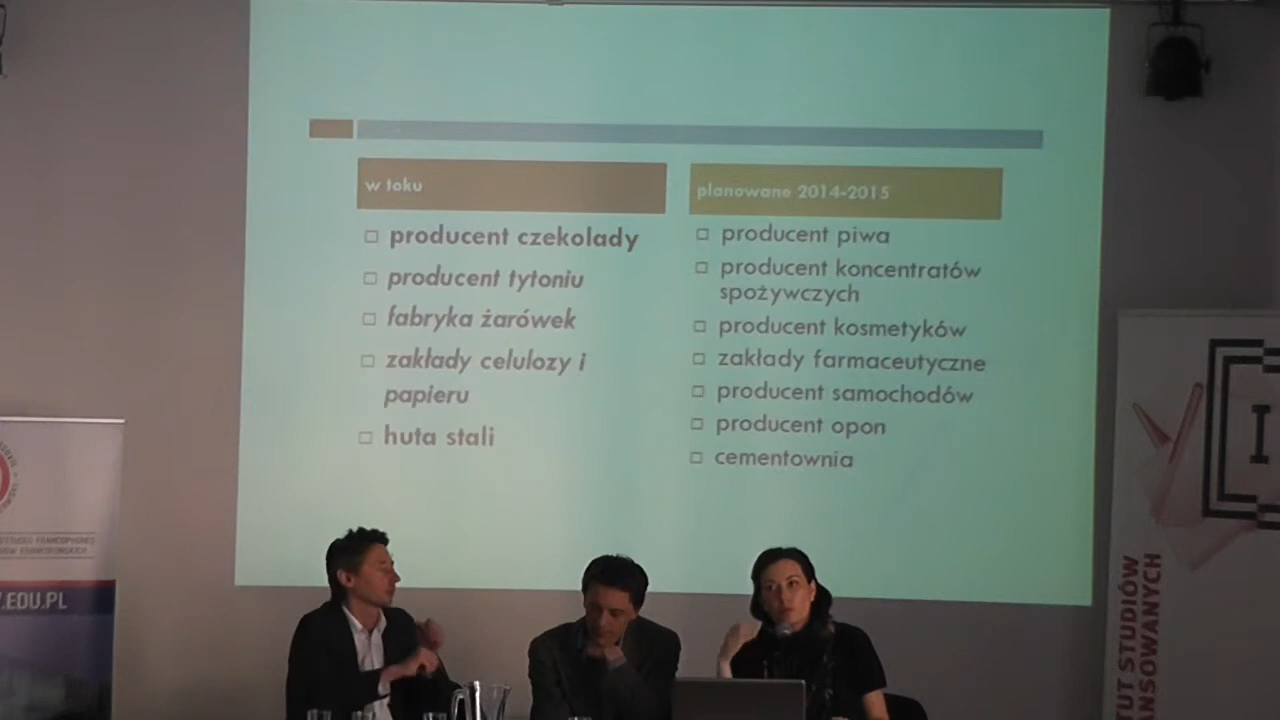 w toku
producent czekolady
producent tytoniu
fabryka żarówek
zakłady celulozy i
papieru
huta stali
planowane 2014-2015
producent piwa
producent koncentratów
spożywczych
producent kosmetyków
zakłady farmaceutyczne
producent samochodów
producent opon
cementownia
.EDU.PL
STUDIÓW